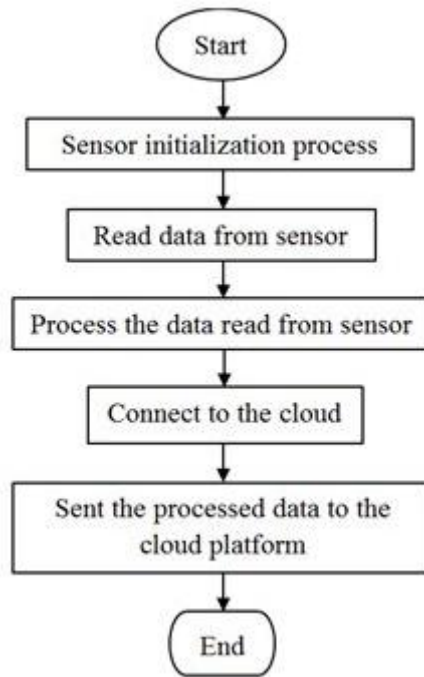 Start
Sensor initialization process
Read data from sensor
Process the data read from sensor
Connect to the cloud
Sent the processed data to the
cloud platform
End